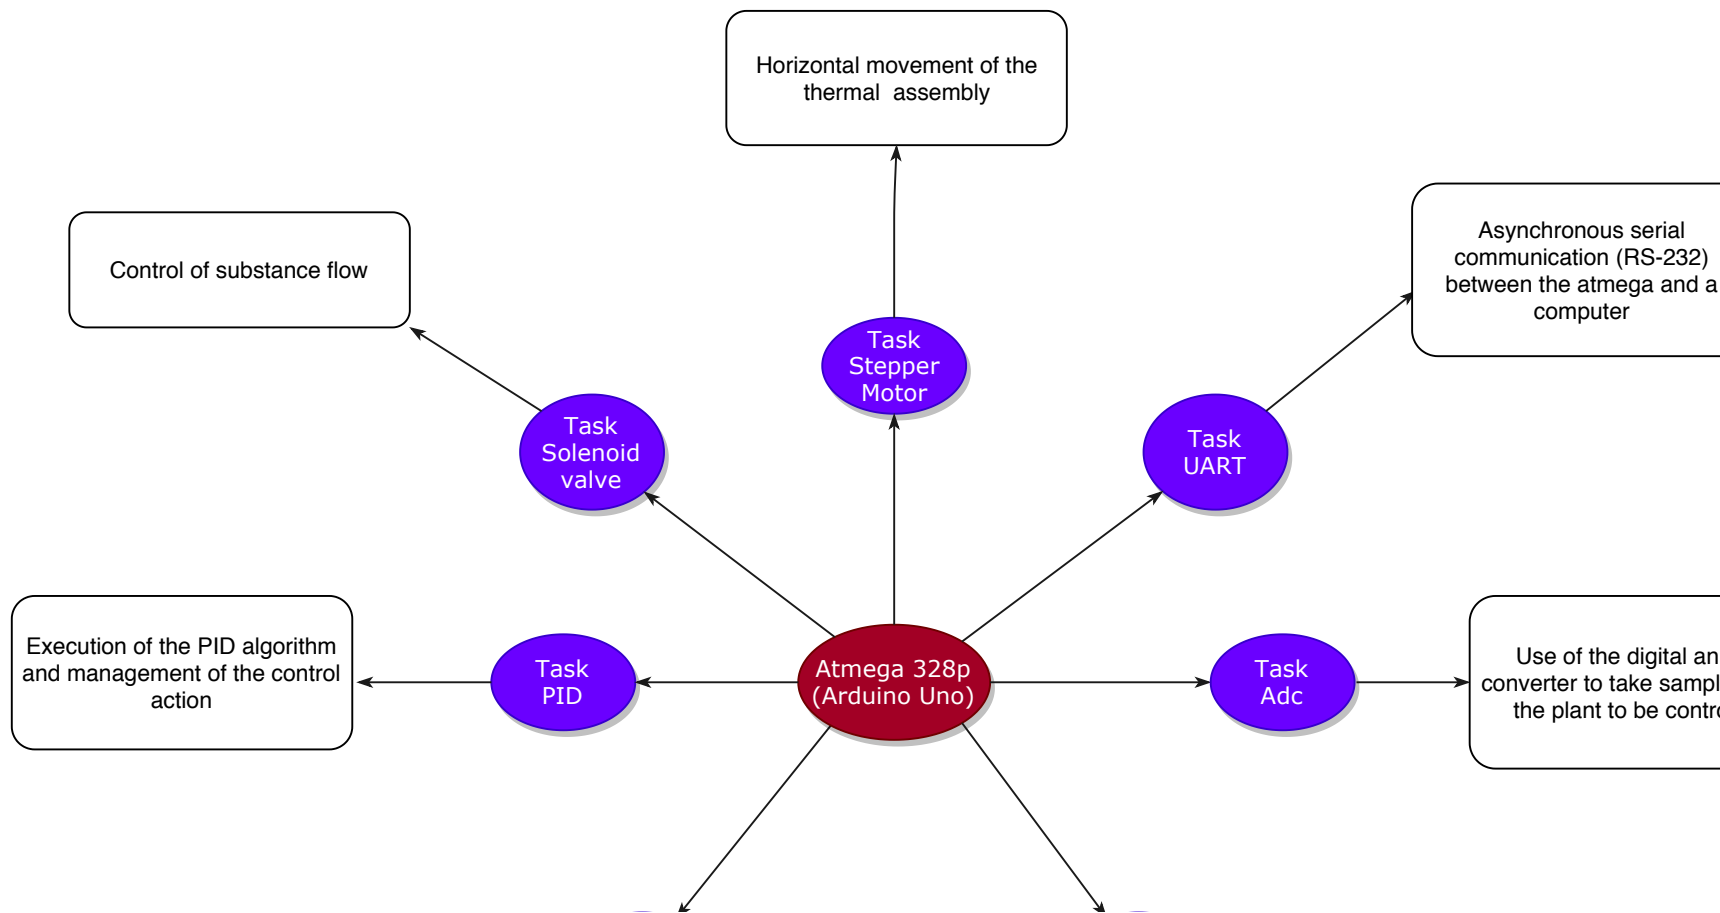 Horizontal movement of the
thermal assembly
Control of substance flow
Asynchronous serial
communication (RS-232)
between the atmega and a
computer
Task
Stepper
Motor
Task
Solenoid
valve
Task
UART
Execution of the PID algorithm
and management of the control
action
Task
PID
Atmega 328p
(Arduino Uno)
Task
Adc
Use of the digital an
converter to take sampl
the plant to be contro